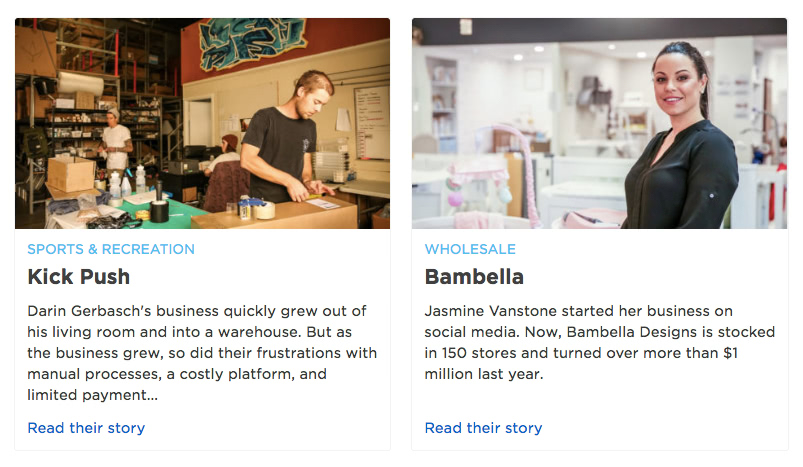 SPORTS & RECREATION
Kick Push
Darin Gerbasch's business quickly grew out of
his living room and into a warehouse. But as
the business grew, so did their frustrations with
manual processes, a costly platform, and
limited payment...
Read their story
WHOLESALE
Bambella
Jasmine Vanstone started her business on
social media. Now, Bambella Designs is stocked
in 150 stores and turned over more than $1
million last year.
Read their story